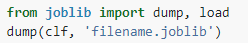 from joblib import dump, load
dump(clf, 'filename.joblib')